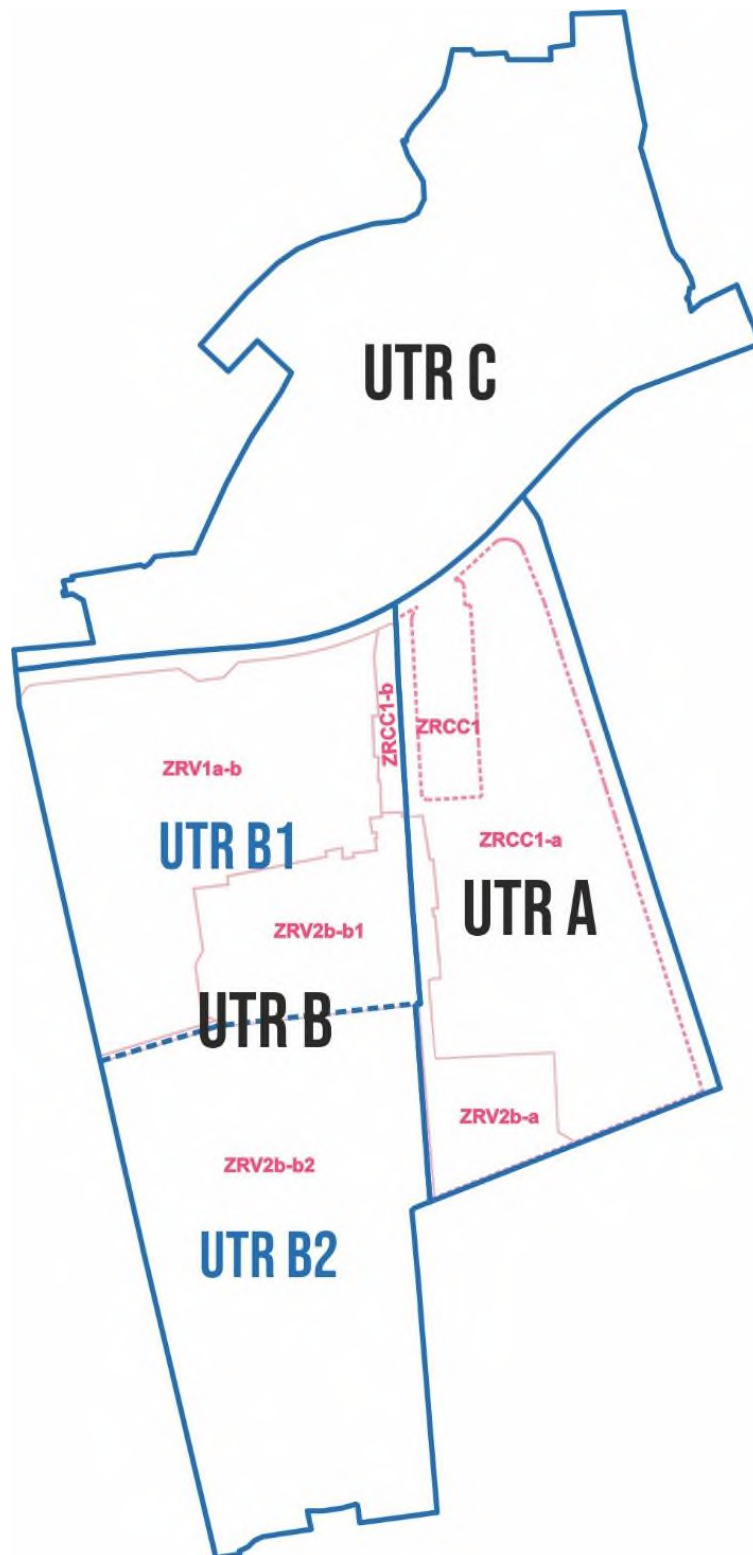 UTR C
ZRCC1-b
ZRCC1
ZRV1a-b
UTR B1
ZRCC1-a
UTR A
ZRV2b-b1
UTR B
ZRV2b-a
ZRV2b-b2
UTR B2